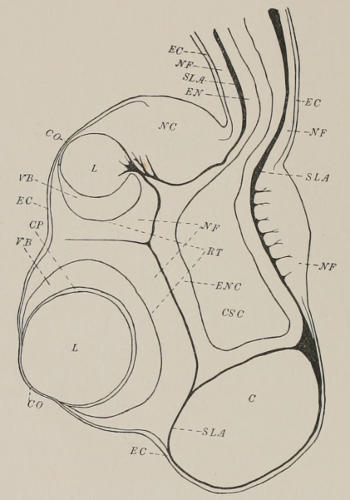 EC
NF
SLA
EN
EC
NC
NF
CO
L
SLA
VB
EC
CP
NF
VB
RT
NF
ENC
CSC
L
C
CO
SLA
EC